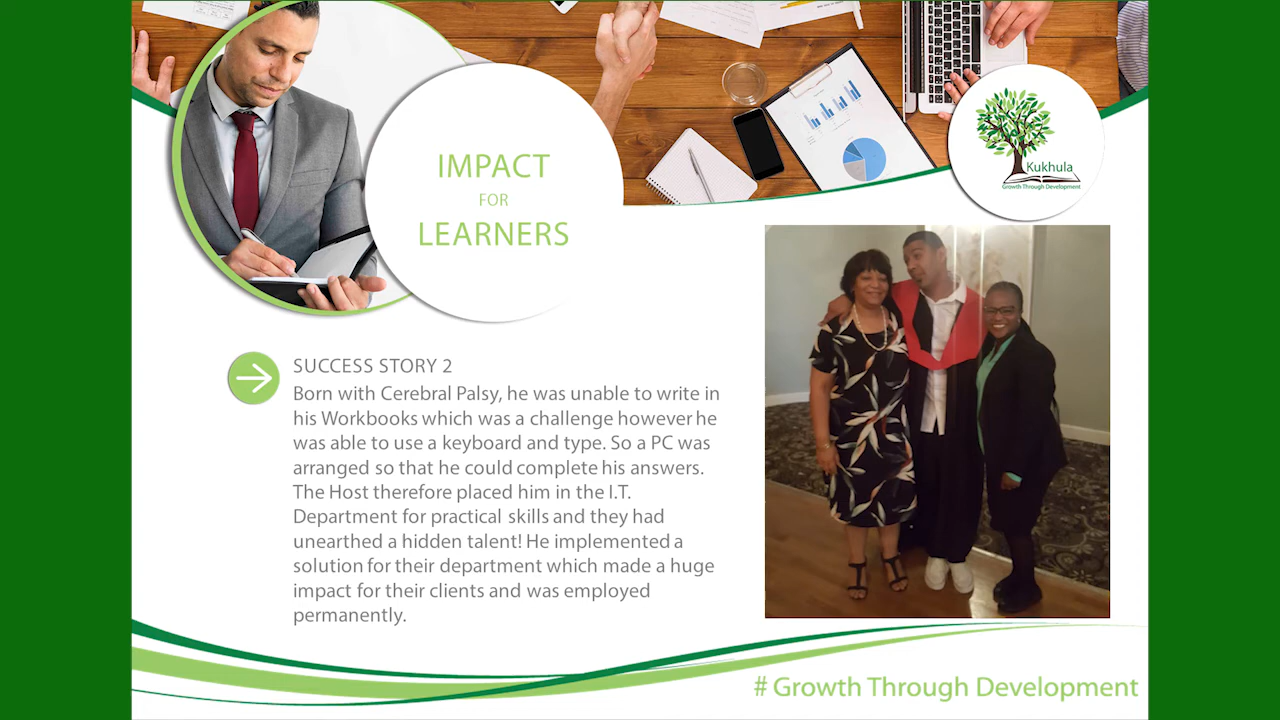 IMPACT
FOR
LEARNERS
Kukhula
Growth Through Development
SUCCESS STORY 2
Born with Cerebral Palsy, he was unable to write in
his Workbooks which was a challenge however he
was able to use a keyboard and type. So a PC was
arranged so that he could complete his answers.
The Host therefore placed him in the I.T.
Department for practical skills and they had
unearthed a hidden talent! He implemented a
solution for their department which made a huge
impact for their clients and was employed
permanently.
# Growth Through Development